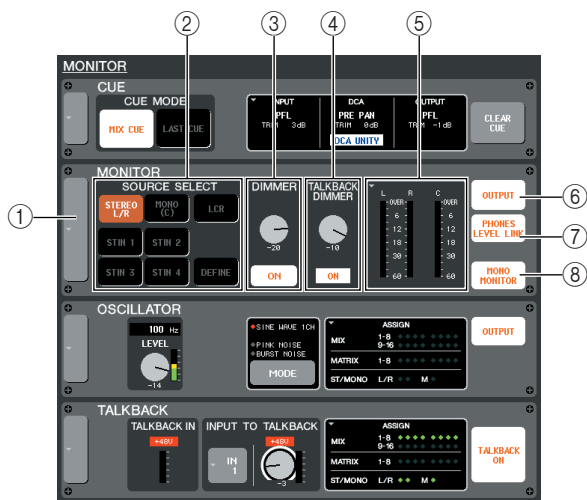 ② ③ ④ ⑤
MONITOR
CUE
CUE MODE
MIX CUE LAST CUE
INPUT DCA OUTPUT
PFL PRE PAN PFL
TRIM 3dB TRIM 0dB TRIM -1dB
DCA UNITY
CLEAR
CUE
①
MONITOR
SOURCE SELECT
STEREO
L/R
MONO
(C)
LCR
STIN 1 STIN 2
STIN 3 STIN 4 DEFINE
DIMMER
-20
ON
TALKBACK
DIMMER
-10
ON
L R C
-OVER- -OVER
6 6
12 12
18 18
30 30
60 60
OUTPUT
⑥
PHONES
LEVEL LINK
⑦
MONO
MONITOR
⑧
OSCILLATOR
100 Hz
LEVEL
-14
SINE WAVE 1CH
PINK NOISE
BURST NOISE
MODE
ASSIGN
MIX 1-8
9-16
MATRIX 1-8
ST/MONO L/R M
OUTPUT
TALKBACK
TALKBACK IN
+48V
INPUT TO TALKBACK
IN
1
+48V
-3
ASSIGN
MIX 1-8
9-16
MATRIX 1-8
ST/MONO L/R M
TALKBACK
ON